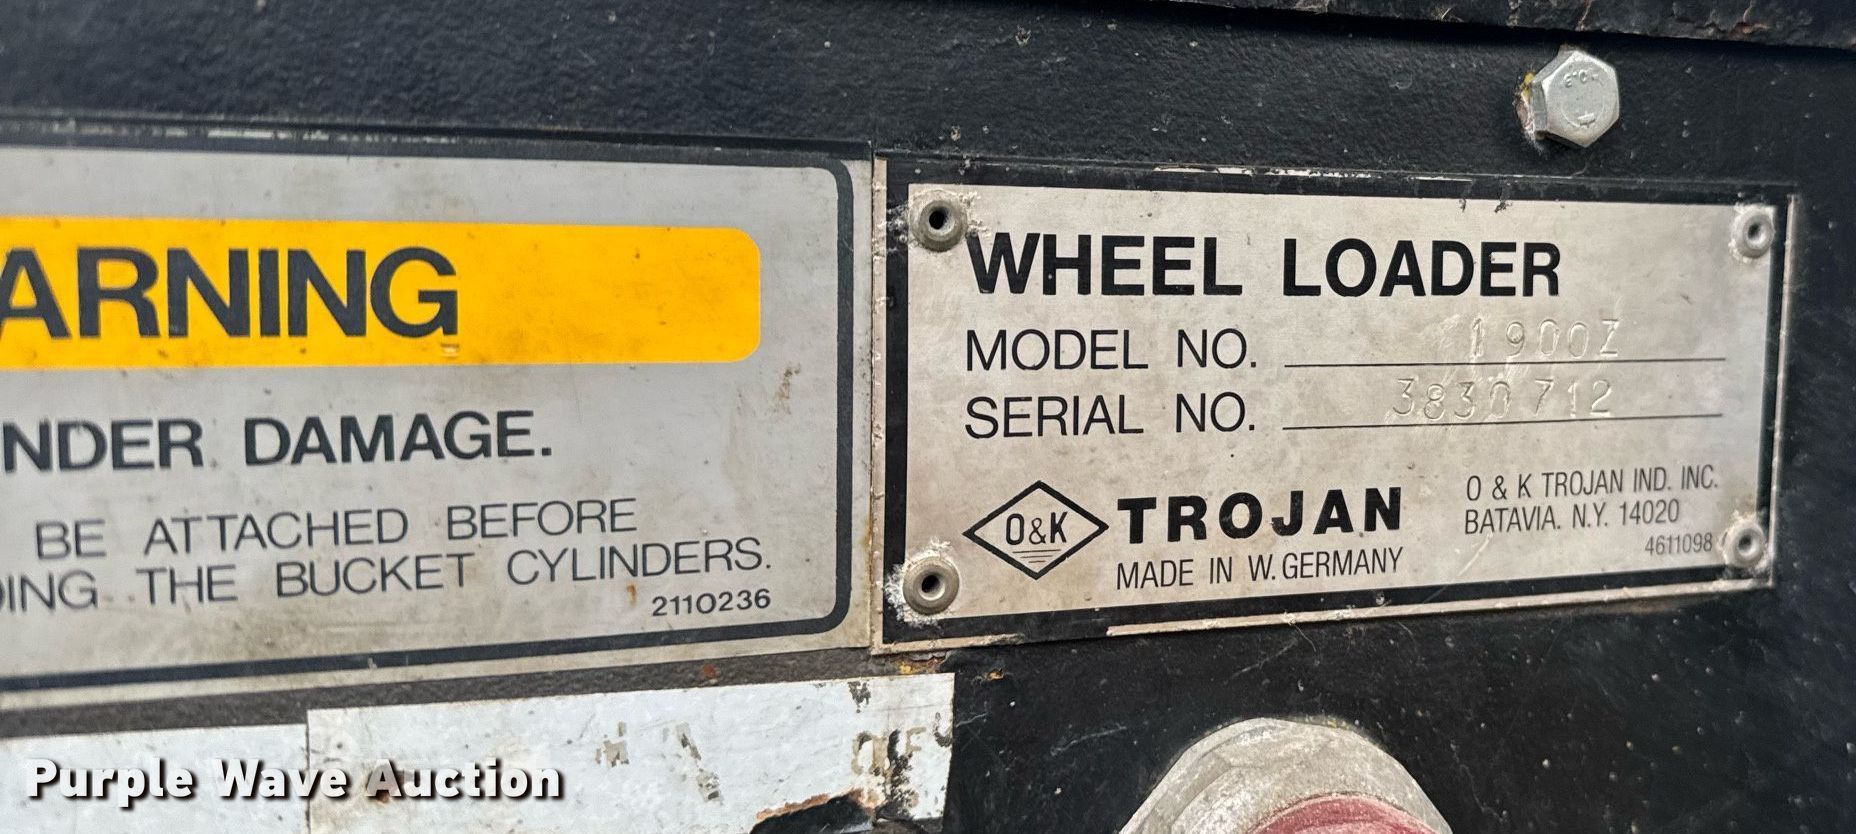 ARNING
NDER DAMAGE.
BE ATTACHED BEFORE
DING THE BUCKET CYLINDERS.
2110236
WHEEL LOADER
MODEL NO. 1900Z
SERIAL NO. 3830712
O&K TROJAN
MADE IN W. GERMANY
O & K TROJAN IND. INC.
BATAVIA. N.Y. 14020
4611098
Purple Wave Auction